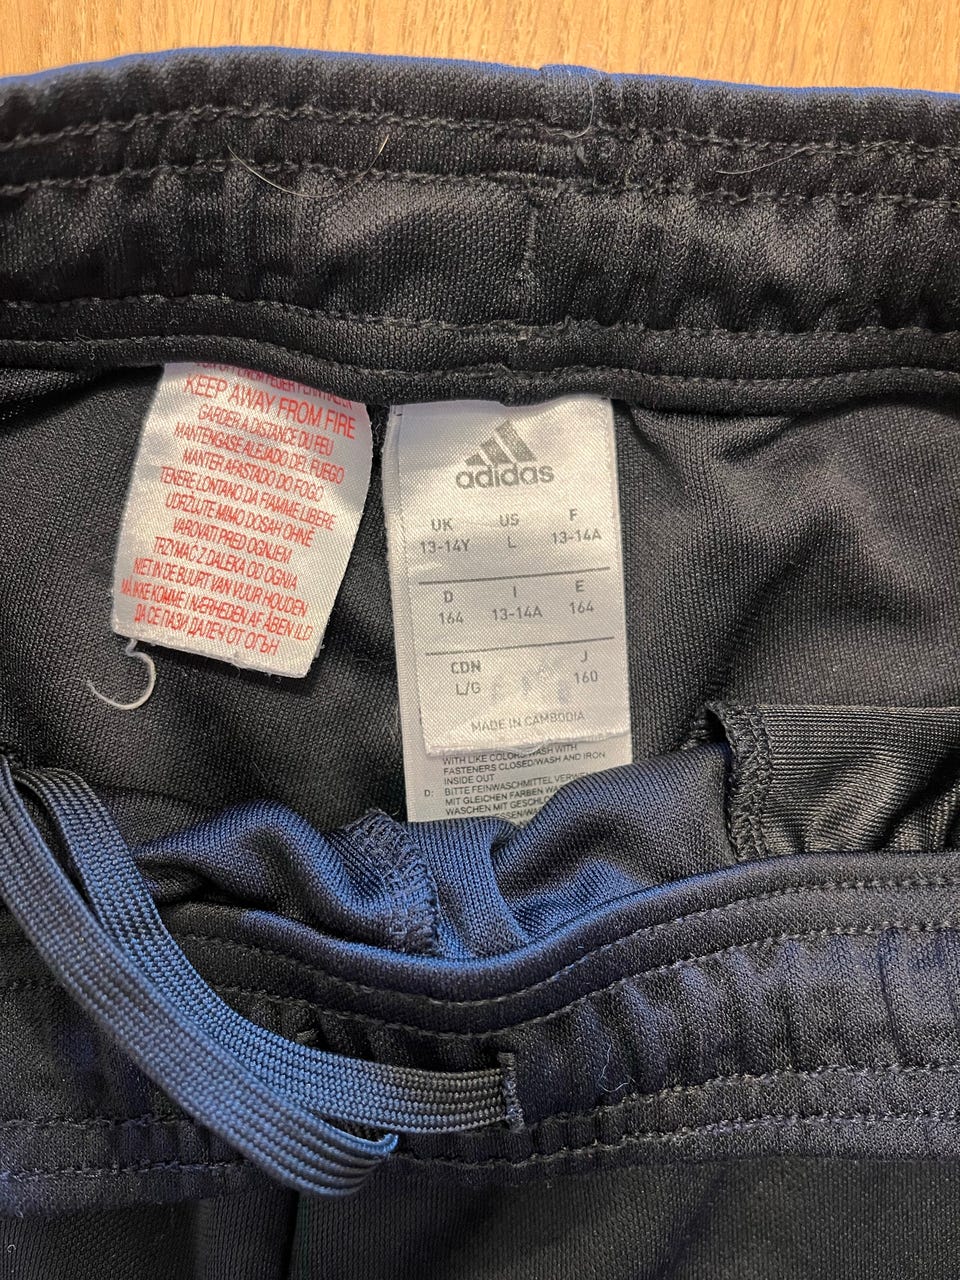 KEEP AWAY FROM FIRE
GARDER A DISTANCE DU FEU
MANTENGASE ALEJADO DEL FUEGO
MANTER AFASTADO DO FOGO
TENERE LONTANO DA FIAMME LIBERE
UDRŽUJTE MIMO DOSAH OHNĚ
VAROVATI PRED OGNJEM
TRZYMAĆ Z DALEKA OD OGNIA
NIET IN DE BUURT VAN VUUR HOUDEN
MÅ IKKE KOMME I NÆRHEDEN AF ÅBEN ILD
ДА СЕ ПАЗИ ДАЛЕЧ ОТ ОГЪН
adidas
UK US F
13-14Y L 13-14A
D I E
164 13-14A 164
CDN J
L/G 160
MADE IN CAMBODIA
WITH LIKE COLORS/WASH WITH
FASTENERS CLOSED/WASH AND IRON
INSIDE OUT
D: BITTE FEINWASCHMITTEL
MIT GLEICHEN FARBEN
WASCHEN MIT